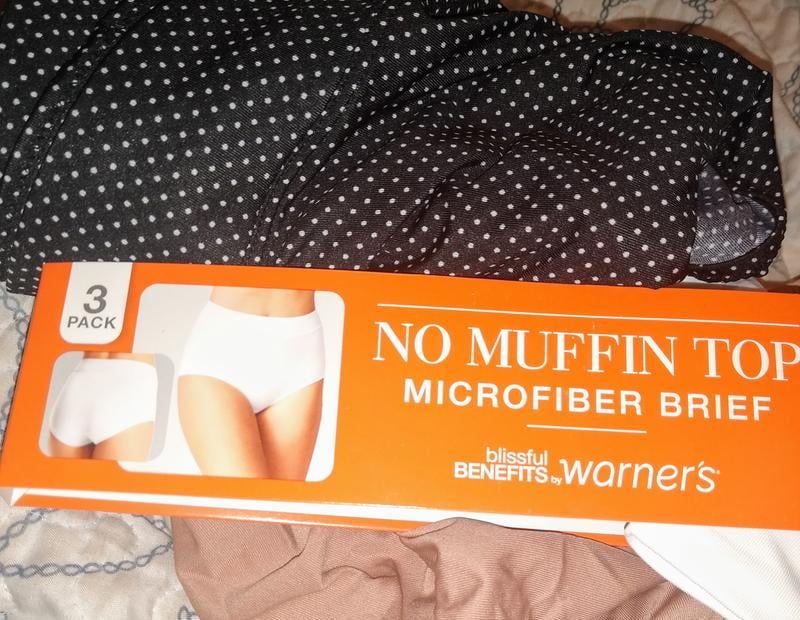 3
PACK
NO MUFFIN TOP
MICROFIBER BRIEF
blissful
BENEFITS by warner's